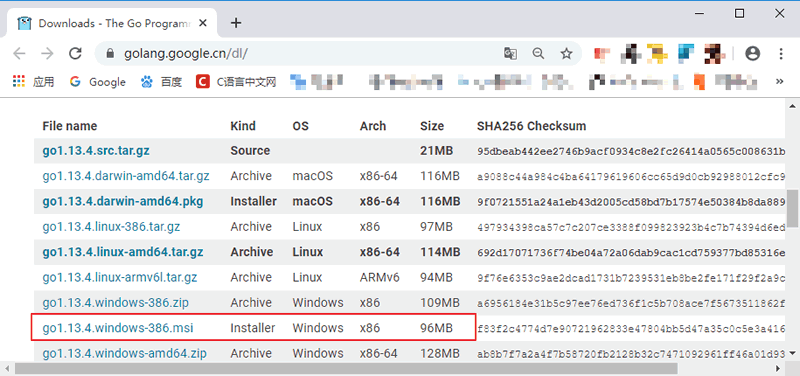 Downloads - The Go Programm
golang.google.cn/dl/
应用 Google 百度 C C语言中文网
File name Kind OS Arch Size SHA256 Checksum
go1.13.4.src.tar.gz Source 21MB 95dbeab442ee2746b9acf0934c8e2fc26414a0565c008631b
go1.13.4.darwin-amd64.tar.gz Archive macOS x86-64 116MB a9088c44a984c4ba64179619606cc65d9d0cb92988012cfc9
go1.13.4.darwin-amd64.pkg Installer macOS x86-64 116MB 9f0721551a24a1eb43d2005cd58bd7b17574e50384b8da889
go1.13.4.linux-386.tar.gz Archive Linux x86 97MB 497934398ca57c7c207ce3388f099823923b4c7b74394d6ed
go1.13.4.linux-amd64.tar.gz Archive Linux x86-64 114MB 692d17071736f74be04a72a06dab9cac1cd759377bd85316e
go1.13.4.linux-armv6l.tar.gz Archive Linux ARMv6 94MB 9f76e6353c9ae2dcad1731b7239531eb8be2fe171f29f2a9c
go1.13.4.windows-386.zip Archive Windows x86 109MB a6956184e31b5c97ee76ed736f1c5b708ace7f5673511862f
go1.13.4.windows-386.msi Installer Windows x86 96MB f83f2c4774d7e90721962833e47804bb5d47a35c0c5e3a416
go1.13.4.windows-amd64.zip Archive Windows x86-64 128MB ab8b7f7a2a4f7b58720fb2128b32c7471092961ff46a01d93